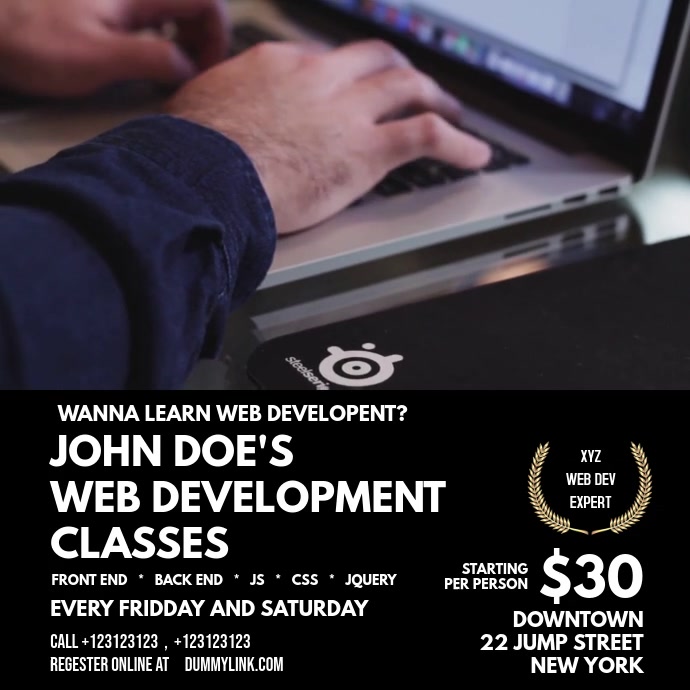 steelseri
WANNA LEARN WEB DEVELOPENT?
JOHN DOE'S
WEB DEVELOPMENT
CLASSES
FRONT END * BACK END * JS * CSS * JQUERY
EVERY FRIDDAY AND SATURDAY
CALL +123123123 , +123123123
REGESTER ONLINE AT DUMMYLINK.COM
XYZ
WEB DEV
EXPERT
STARTING
PER PERSON
$30
DOWNTOWN
22 JUMP STREET
NEW YORK